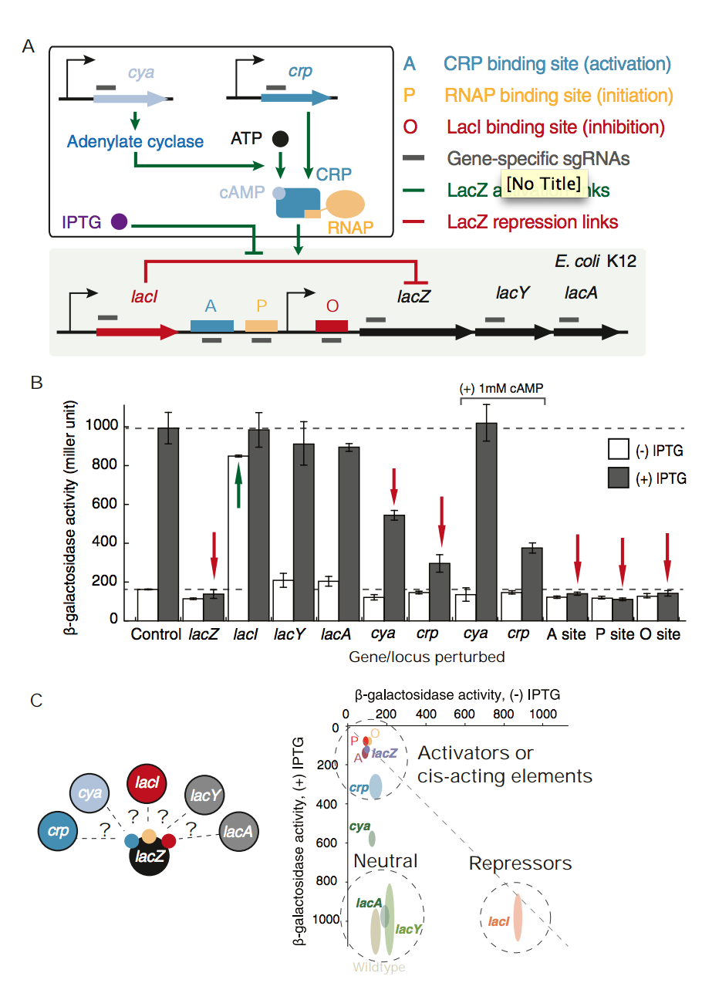 A
cya
crp
Adenylate cyclase
ATP
CRP
cAMP
RNAP
IPTG
A CRP binding site (activation)
P RNAP binding site (initiation)
O LacI binding site (inhibition)
Gene-specific sgRNAs
[No Title]
LacZ a links
LacZ repression links
E. coli K12
lacI
lacZ
lacY
lacA
A
P
O
B
(+) 1mM cAMP
β-galactosidase activity (miller unit)
1000
800
600
400
200
0
(-) IPTG
(+) IPTG
Control lacZ lacI lacY lacA cya crp cya crp A site P site O site
Gene/locus perturbed
C
crp
cya
lacI
lacY
lacA
? ? ? ?
lacZ
β-galactosidase activity, (-) IPTG
0 200 400 600 800 1000
β-galactosidase activity, (+) IPTG
0
200
400
600
800
1000
P
O
A
lacZ
crp
cya
Activators or
cis-acting elements
Neutral
Repressors
lacA
lacY
lacI
Wildtype